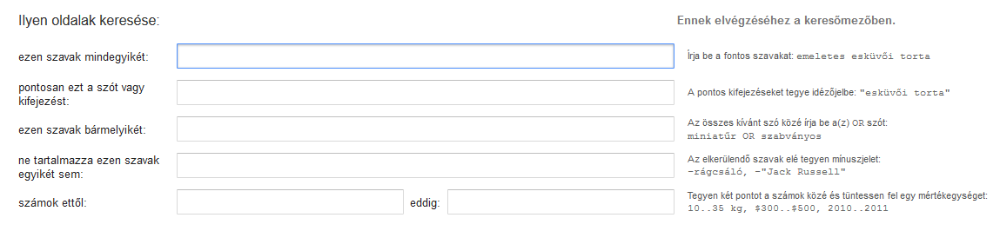 Ilyen oldalak keresése:
Ennek elvégzéséhez a keresőmezőben.
ezen szavak mindegyikét:
Írja be a fontos szavakat: emeletes esküvői torta
pontosan ezt a szót vagy
kifejezést:
A pontos kifejezéseket tegye idézőjelbe: "esküvői torta"
ezen szavak bármelyikét:
Az összes kívánt szó közé írja be a(z) OR szót:
miniatűr OR szabványos
ne tartalmazza ezen szavak
egyikét sem:
Az elkerülendő szavak elé tegyen mínuszjelet:
-rágcsáló, -"Jack Russell"
számok ettől:
eddig:
Tegyen két pontot a számok közé és tüntessen fel egy mértékegységet:
10..35 kg, $300..$500, 2010..2011